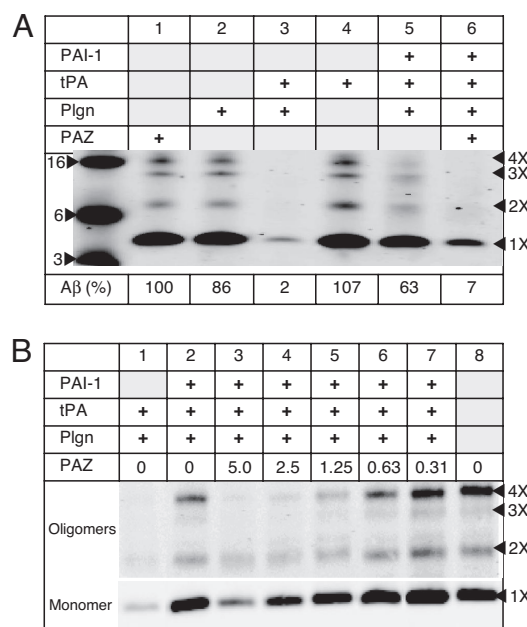 A
1 2 3 4 5 6
PAI-1 + +
tPA + + + +
Plgn + + + +
PAZ + +
16 4X
3X
6 2X
1X
3
Aβ (%) 100 86 2 107 63 7
B
1 2 3 4 5 6 7 8
PAI-1 + + + + + +
tPA + + + + + + +
Plgn + + + + + + +
PAZ 0 0 5.0 2.5 1.25 0.63 0.31 0
4X
3X
Oligomers
2X
Monomer 1X